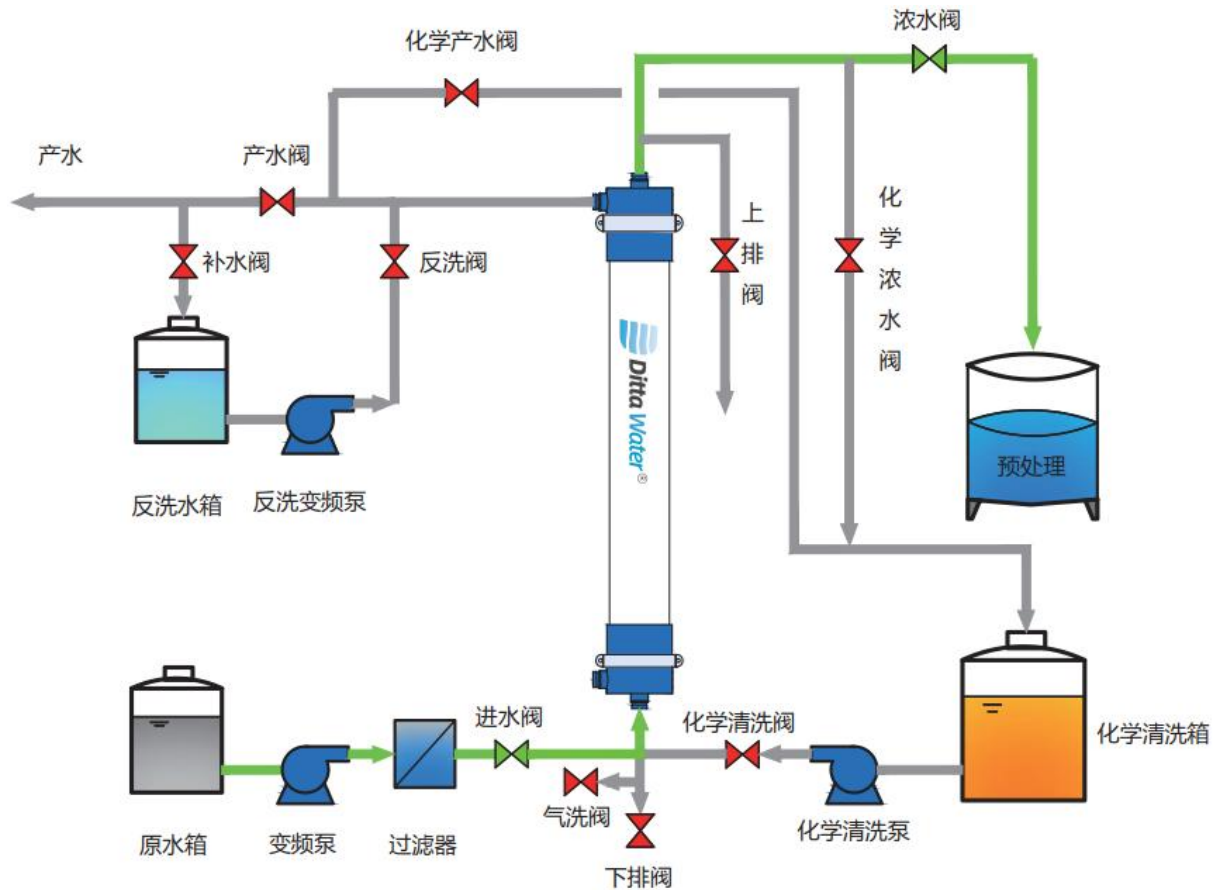 浓水阀
化学产水阀
产水
产水阀
上排阀
化学浓水阀
补水阀
反洗阀
Ditta Water®
预处理
反洗水箱
反洗变频泵
进水阀
化学清洗阀
化学清洗箱
气洗阀
原水箱
变频泵
过滤器
化学清洗泵
下排阀